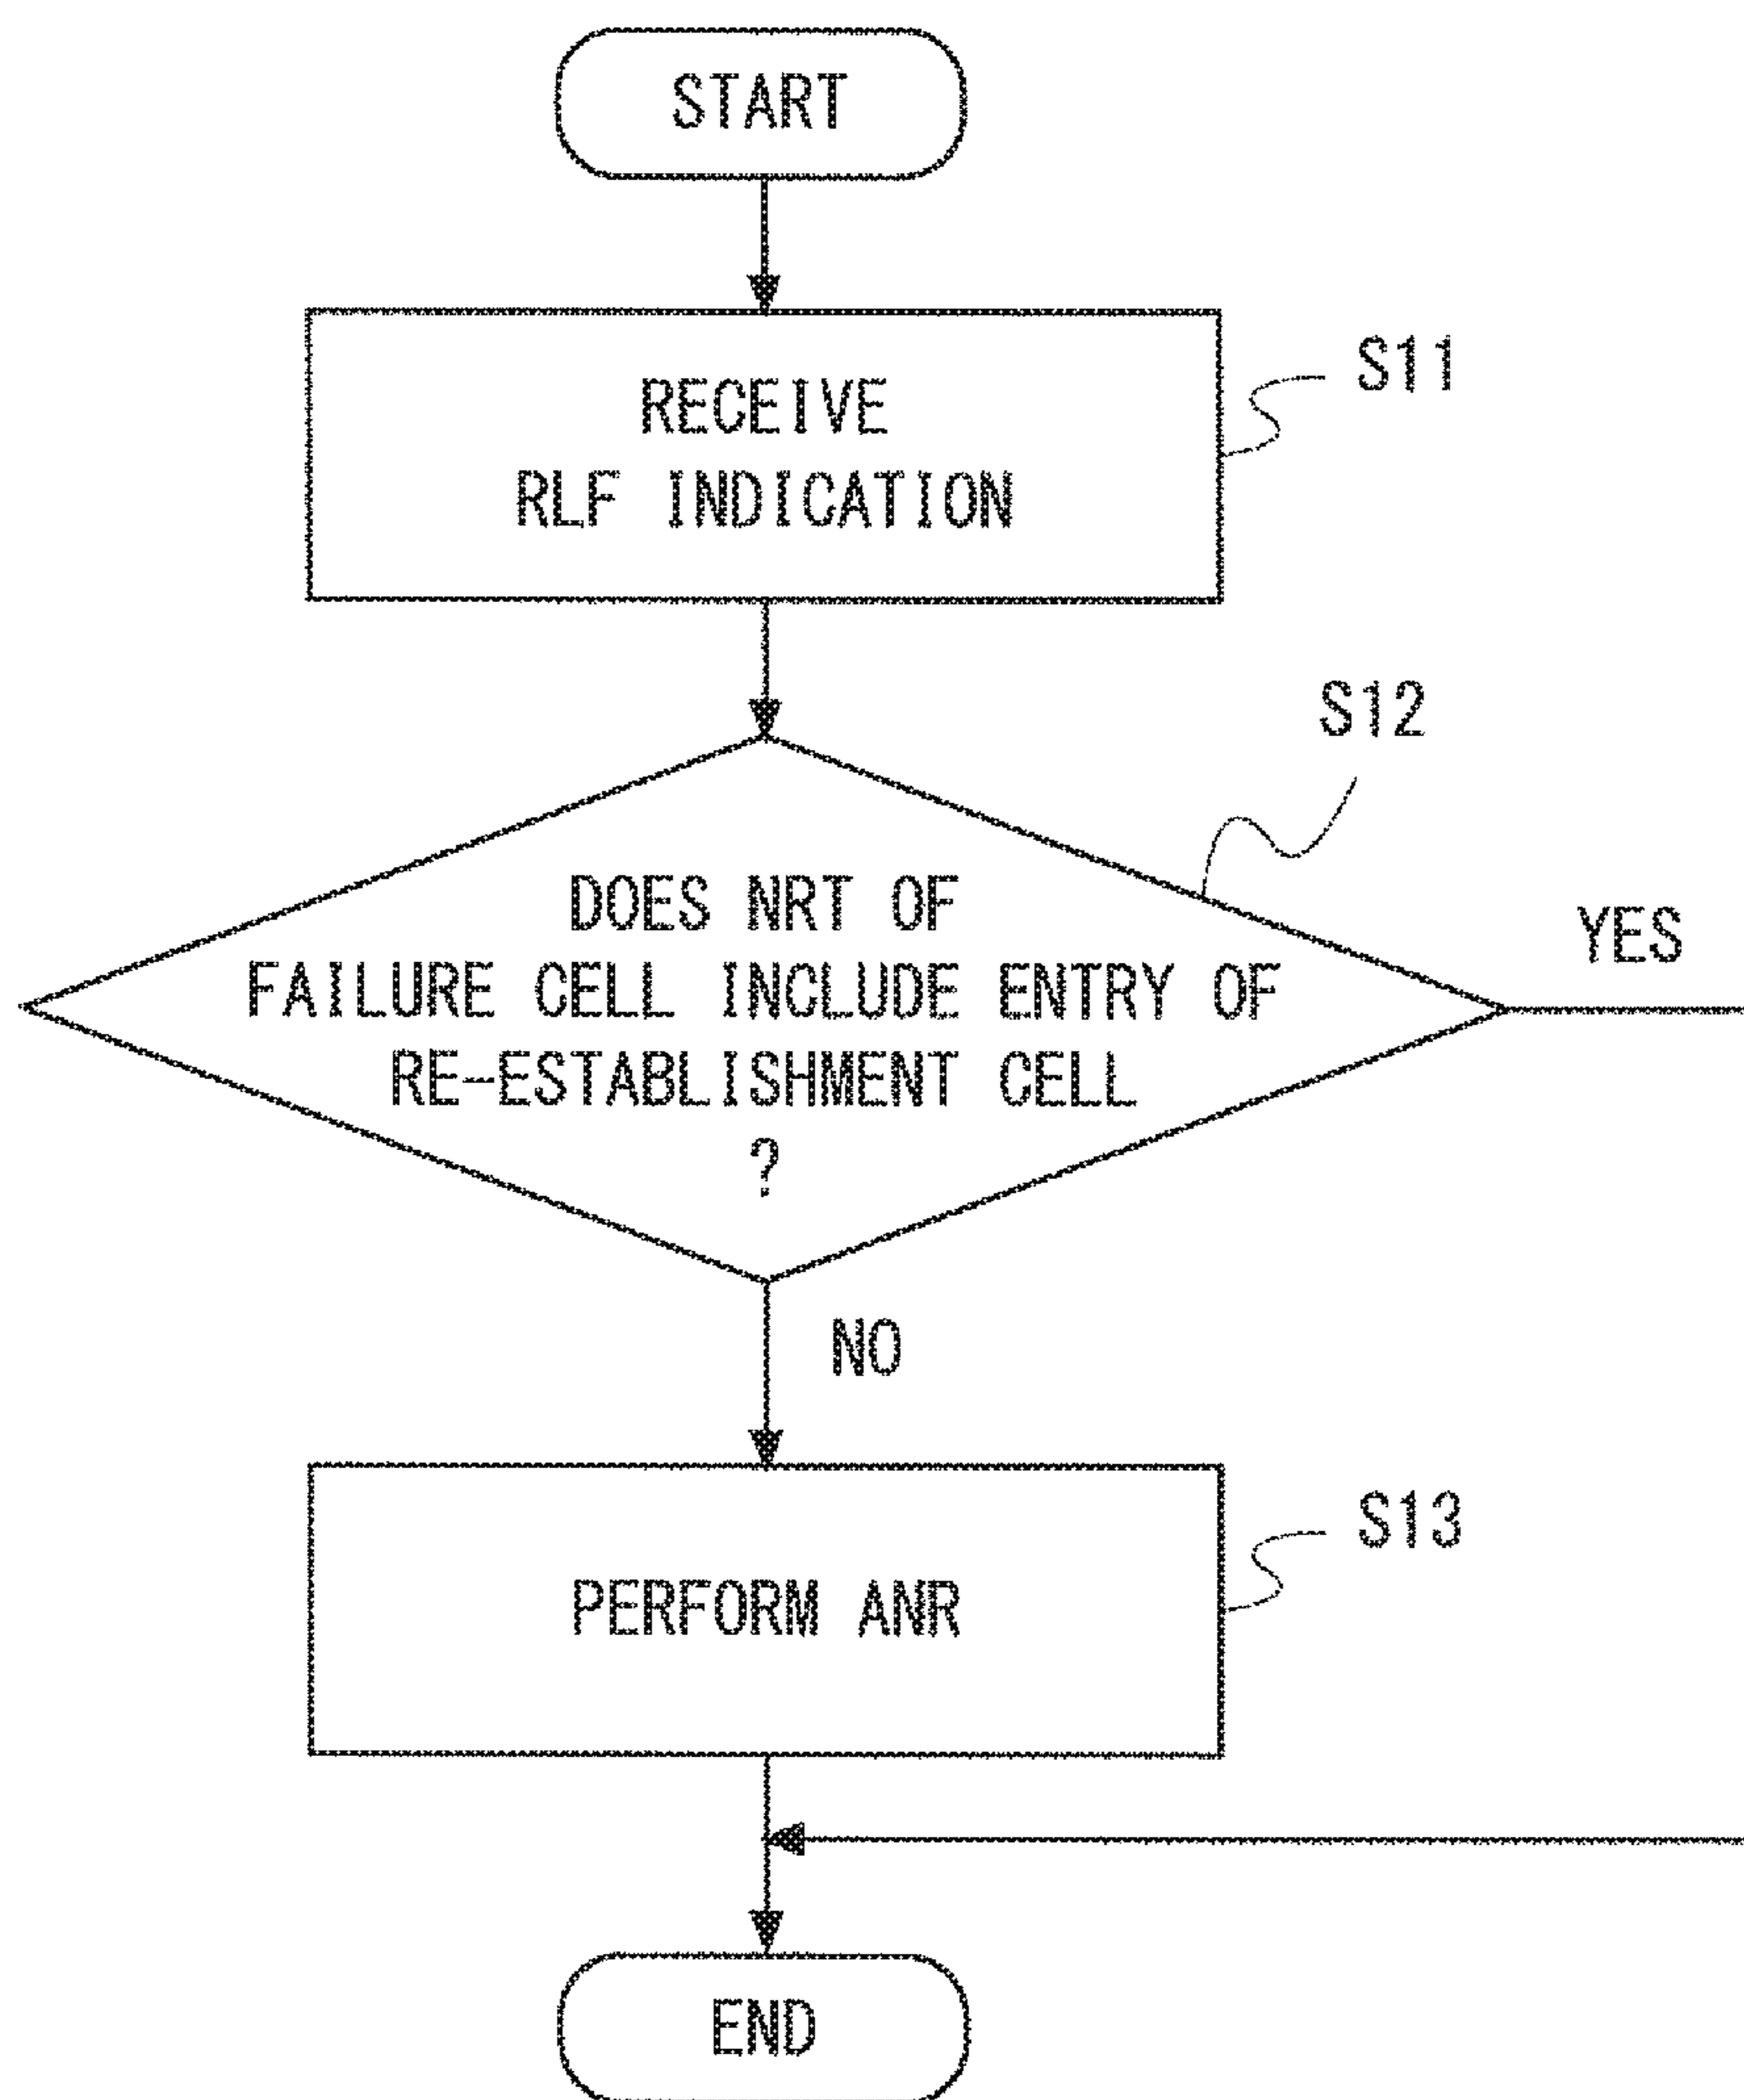 START
RECEIVE
RLF INDICATION
S11
S12
DOES NRT OF
FAILURE CELL INCLUDE ENTRY OF
RE-ESTABLISHMENT CELL
?
YES
NO
PERFORM ANR
S13
END